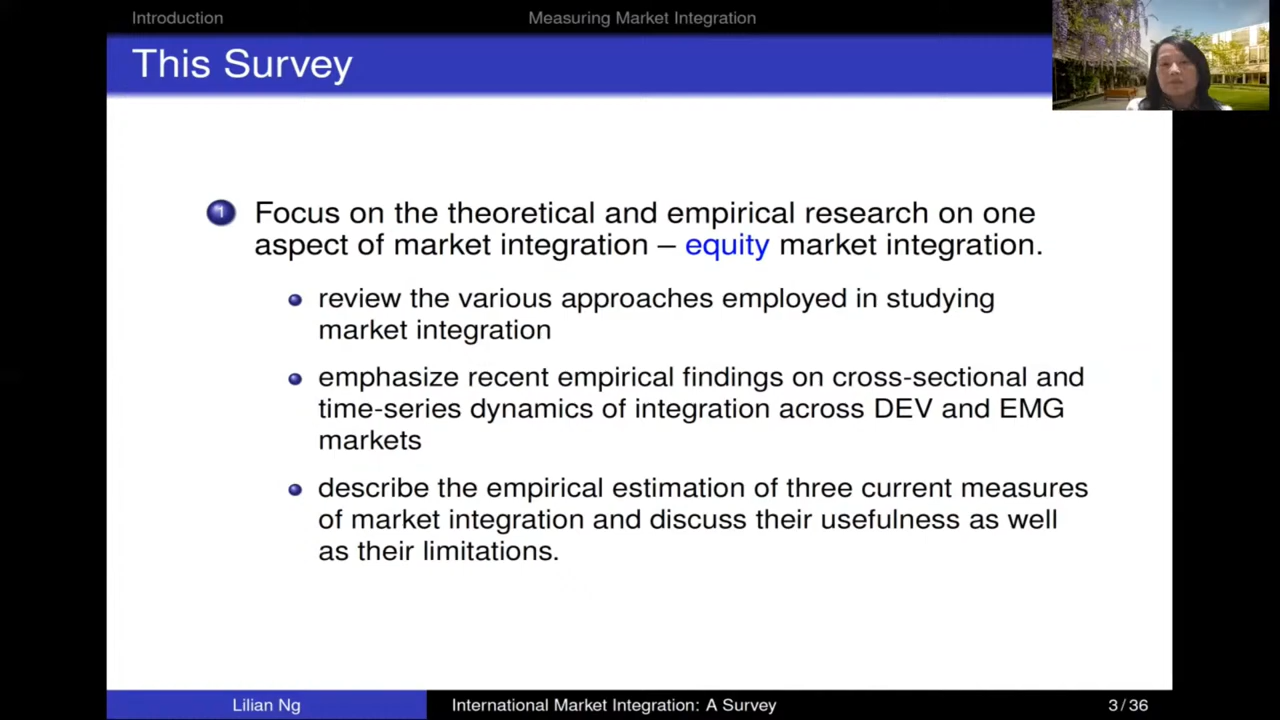 Introduction
Measuring Market Integration
This Survey
1
Focus on the theoretical and empirical research on one
aspect of market integration – equity market integration.
review the various approaches employed in studying
market integration
emphasize recent empirical findings on cross-sectional and
time-series dynamics of integration across DEV and EMG
markets
describe the empirical estimation of three current measures
of market integration and discuss their usefulness as well
as their limitations.
Lilian Ng
International Market Integration: A Survey
3 / 36